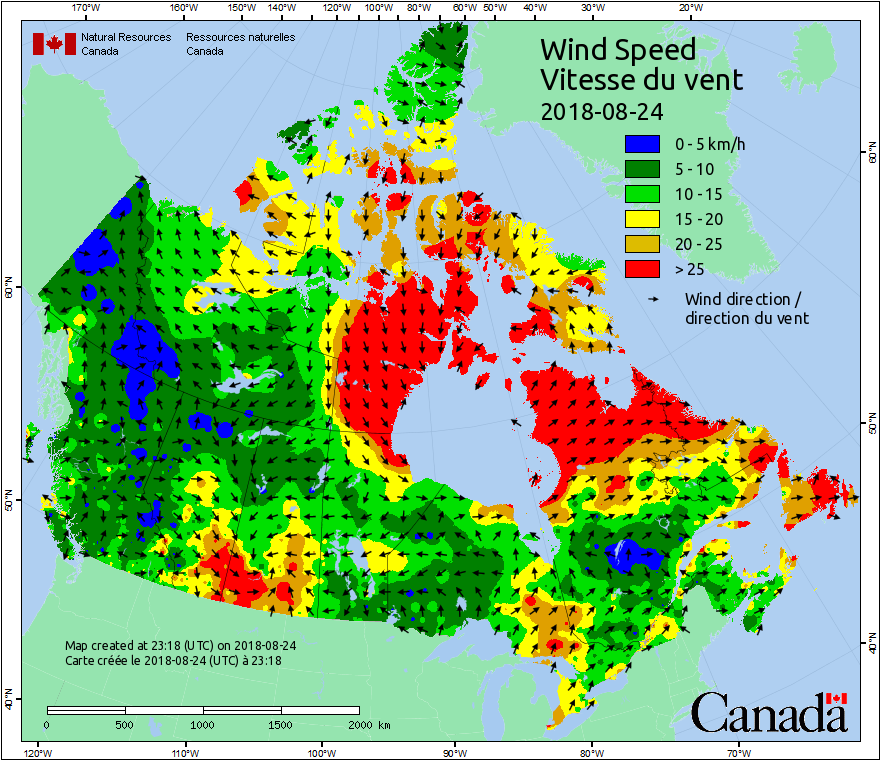 170°W 160°W 150°W 140°W 130°W 120°W 110°W 100°W 90°W 80°W 70°W 60°W 50°W 40°W 30°W 20°W
Natural Resources Ressources naturelles
Canada Canada
Wind Speed
Vitesse du vent
2018-08-24
0 - 5 km/h
5 - 10
10 - 15
15 - 20
20 - 25
> 25
Wind direction /
direction du vent
60°N
60°N
50°N
50°N
40°N
40°N
Map created at 23:18 (UTC) on 2018-08-24
Carte créée le 2018-08-24 (UTC) à 23:18
0 500 1000 1500 2000 km
Canada
120°W 110°W 100°W 90°W 80°W 70°W